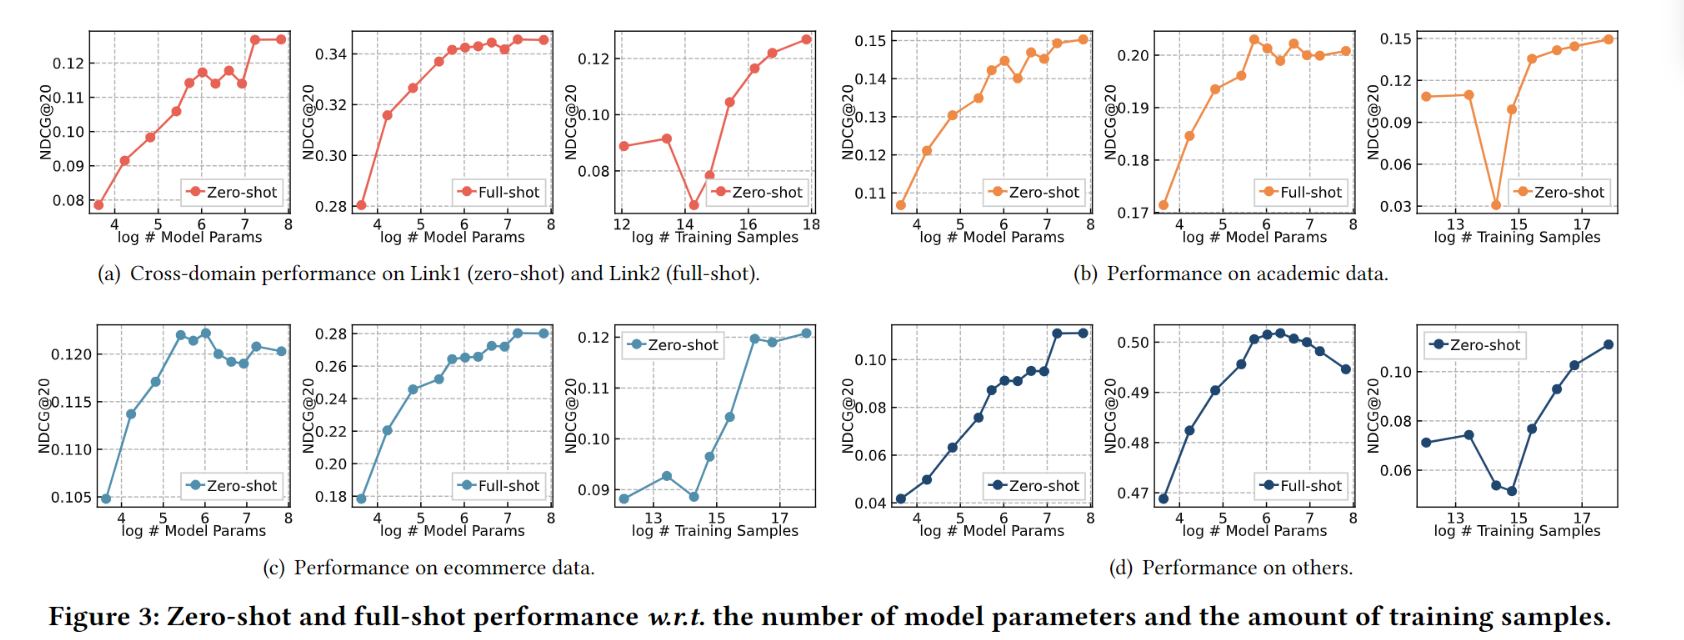 NDCG@20
0.12
0.11
0.10
0.09
0.08
Zero-shot
4 5 6 7 8
log # Model Params
NDCG@20
0.34
0.32
0.30
0.28
Full-shot
4 5 6 7 8
log # Model Params
NDCG@20
0.12
0.10
0.08
Zero-shot
12 14 16 18
log # Training Samples
(a) Cross-domain performance on Link1 (zero-shot) and Link2 (full-shot).
NDCG@20
0.15
0.14
0.13
0.12
0.11
Zero-shot
4 5 6 7 8
log # Model Params
NDCG@20
0.20
0.19
0.18
0.17
Full-shot
4 5 6 7 8
log # Model Params
NDCG@20
0.15
0.12
0.09
0.06
0.03
Zero-shot
13 15 17
log # Training Samples
(b) Performance on academic data.
NDCG@20
0.120
0.115
0.110
0.105
Zero-shot
4 5 6 7 8
log # Model Params
NDCG@20
0.28
0.26
0.24
0.22
0.20
0.18
Full-shot
4 5 6 7 8
log # Model Params
NDCG@20
0.12
0.11
0.10
0.09
Zero-shot
13 15 17
log # Training Samples
(c) Performance on ecommerce data.
NDCG@20
0.10
0.08
0.06
0.04
Zero-shot
4 5 6 7 8
log # Model Params
NDCG@20
0.50
0.49
0.48
0.47
Full-shot
4 5 6 7 8
log # Model Params
NDCG@20
0.10
0.08
0.06
Zero-shot
13 15 17
log # Training Samples
(d) Performance on others.
Figure 3: Zero-shot and full-shot performance w.r.t. the number of model parameters and the amount of training samples.